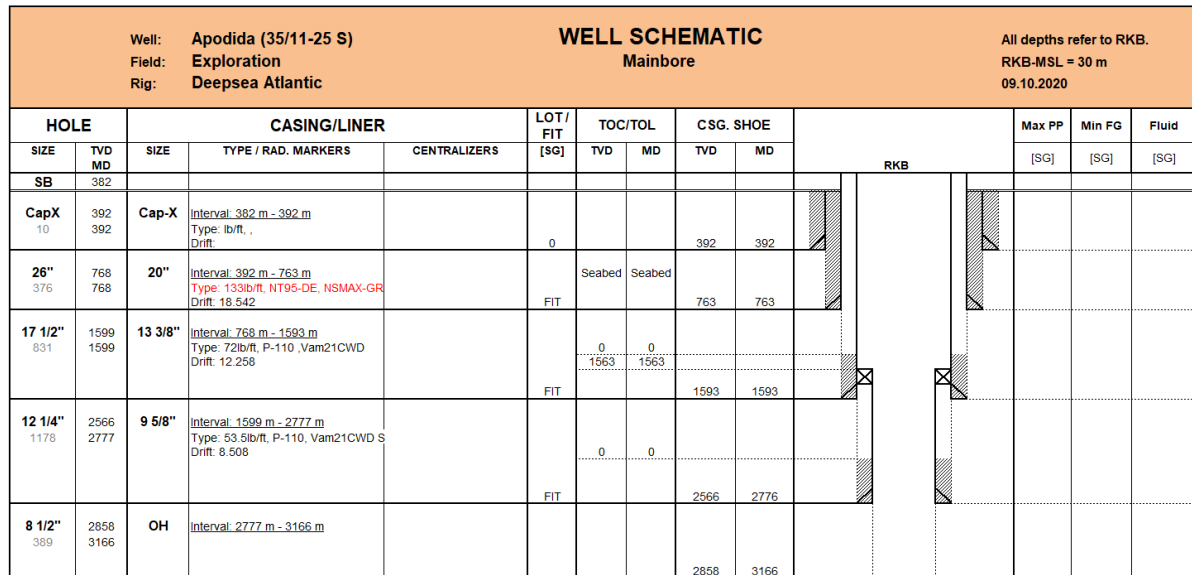 Well: Apodida (35/11-25 S) WELL SCHEMATIC All depths refer to RKB.
Field: Exploration Mainbore RKB-MSL = 30 m
Rig: Deepsea Atlantic 09.10.2020
HOLE CASING/LINER LOT / FIT TOC/TOL CSG. SHOE Max PP Min FG Fluid
SIZE TVD MD SIZE TYPE / RAD. MARKERS CENTRALIZERS [SG] TVD MD TVD MD RKB [SG] [SG] [SG]
SB 382
CapX 392 Cap-X Interval: 382 m - 392 m
10 392 Type: lb/ft, ,
Drift: 0 392 392
26" 768 20" Interval: 392 m - 763 m Seabed Seabed
376 768 Type: 133lb/ft, NT95-DE, NSMAX-GR
Drift: 18.542 FIT 763 763
17 1/2" 1599 13 3/8" Interval: 768 m - 1593 m
831 1599 Type: 72lb/ft, P-110 ,Vam21CWD 0 0
Drift: 12.258 1563 1563
FIT 1593 1593
12 1/4" 2566 9 5/8" Interval: 1599 m - 2777 m
1178 2777 Type: 53.5lb/ft, P-110, Vam21CWD S
Drift: 8.508 0 0
FIT 2566 2776
8 1/2" 2858 OH Interval: 2777 m - 3166 m
389 3166
2858 3166